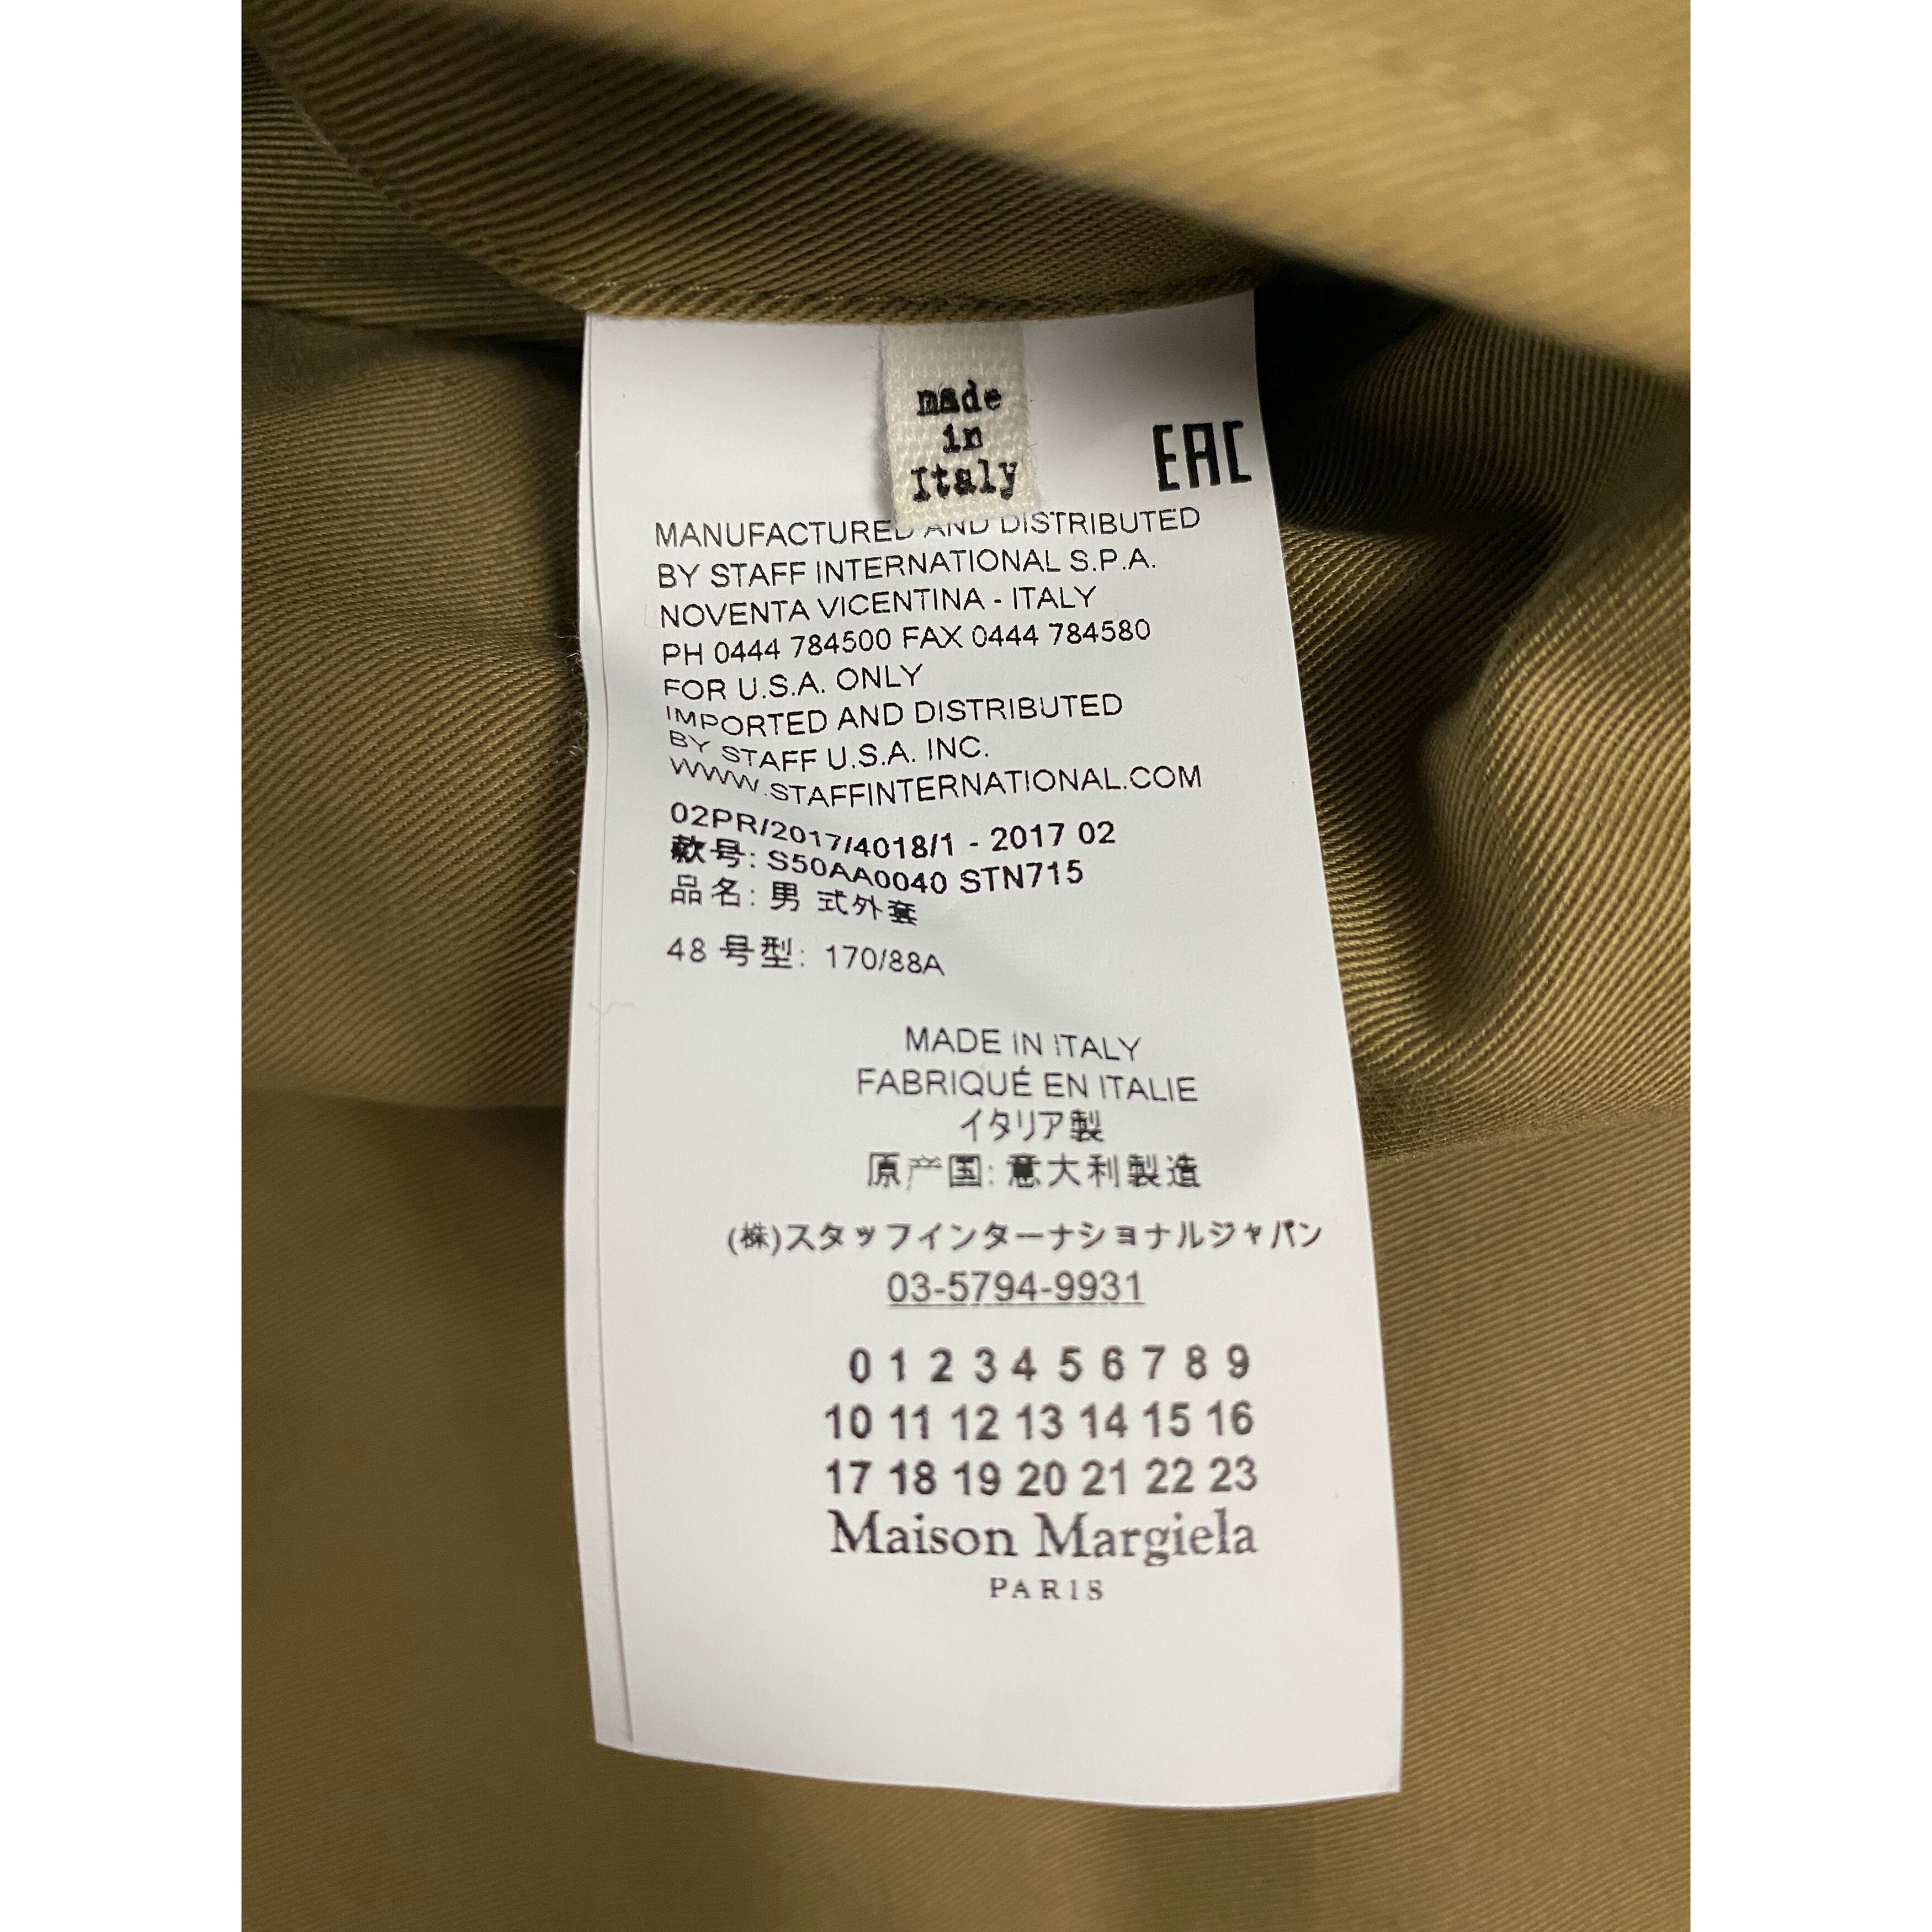 made
in
Italy
EAC
MANUFACTURED AND DISTRIBUTED
BY STAFF INTERNATIONAL S.P.A.
NOVENTA VICENTINA - ITALY
PH 0444 784500 FAX 0444 784580
FOR U.S.A. ONLY
IMPORTED AND DISTRIBUTED
BY STAFF U.S.A. INC.
WWW.STAFFINTERNATIONAL.COM
02PR/2017/4018/1 - 2017 02
款号: S50AA0040 STN715
品名: 男 式外套
48 号型: 170/88A
MADE IN ITALY
FABRIQUÉ EN ITALIE
イタリア製
原产国: 意大利製造
(株)スタッフインターナショナルジャパン
03-5794-9931
0 1 2 3 4 5 6 7 8 9
10 11 12 13 14 15 16
17 18 19 20 21 22 23
Maison Margiela
PARIS